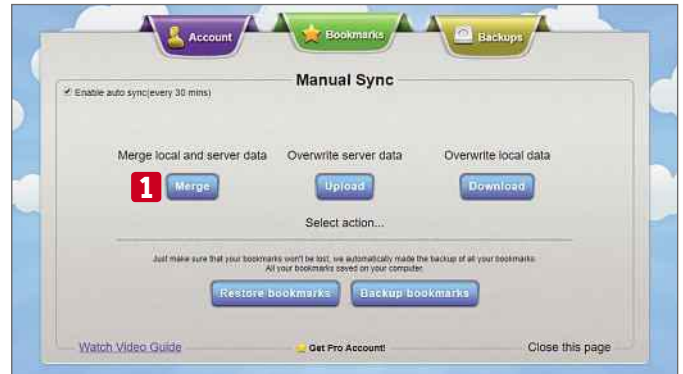 Account Bookmarks Backups
Manual Sync
Enable auto sync(every 30 mins)
Merge local and server data Overwrite server data Overwrite local data
1 Merge Upload Download
Select action...
Just make sure that your bookmarks won't be lost, we automatically made the backup of all your bookmarks.
All your bookmarks saved on your computer.
Restore bookmarks Backup bookmarks
Watch Video Guide Get Pro Account! Close this page